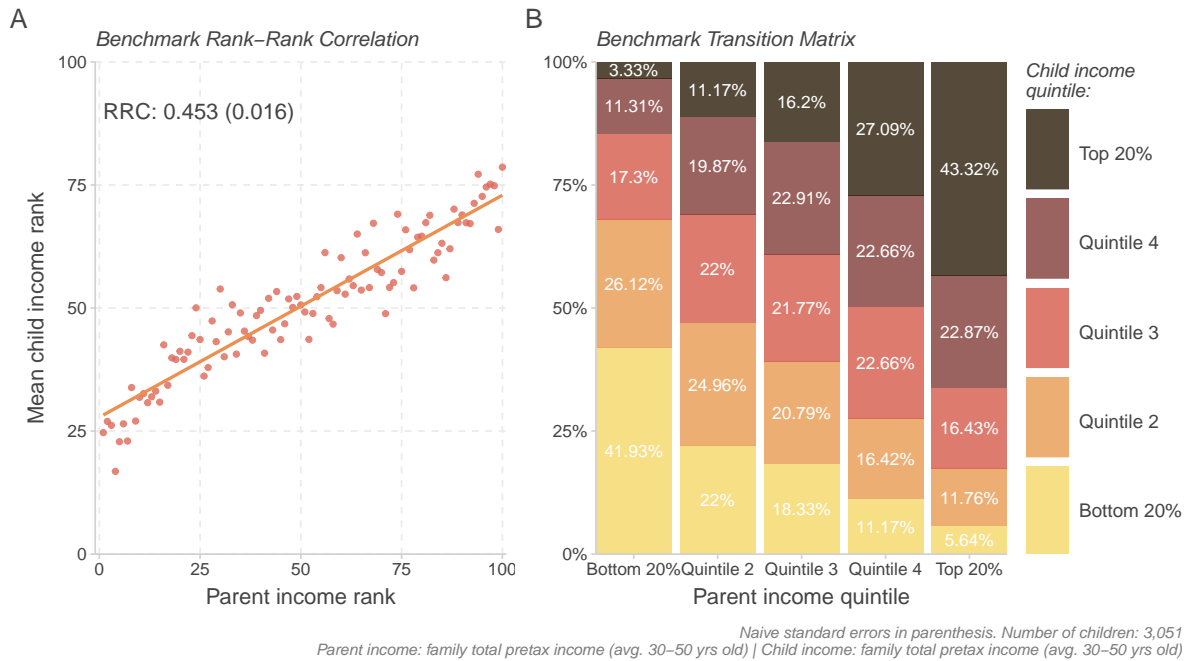 A
Benchmark Rank−Rank Correlation
RRC: 0.453 (0.016)
100
75
50
25
0
Mean child income rank
0 25 50 75 100
Parent income rank
B
Benchmark Transition Matrix
100%
75%
50%
25%
0%
3.33%
11.31%
17.3%
26.12%
41.93%
11.17%
19.87%
22%
24.96%
22%
16.2%
22.91%
21.77%
20.79%
18.33%
27.09%
22.66%
22.66%
16.42%
11.17%
43.32%
22.87%
16.43%
11.76%
5.64%
Bottom 20% Quintile 2 Quintile 3 Quintile 4 Top 20%
Parent income quintile
Child income
quintile:
Top 20%
Quintile 4
Quintile 3
Quintile 2
Bottom 20%
Naive standard errors in parenthesis. Number of children: 3,051
Parent income: family total pretax income (avg. 30−50 yrs old) | Child income: family total pretax income (avg. 30−50 yrs old)